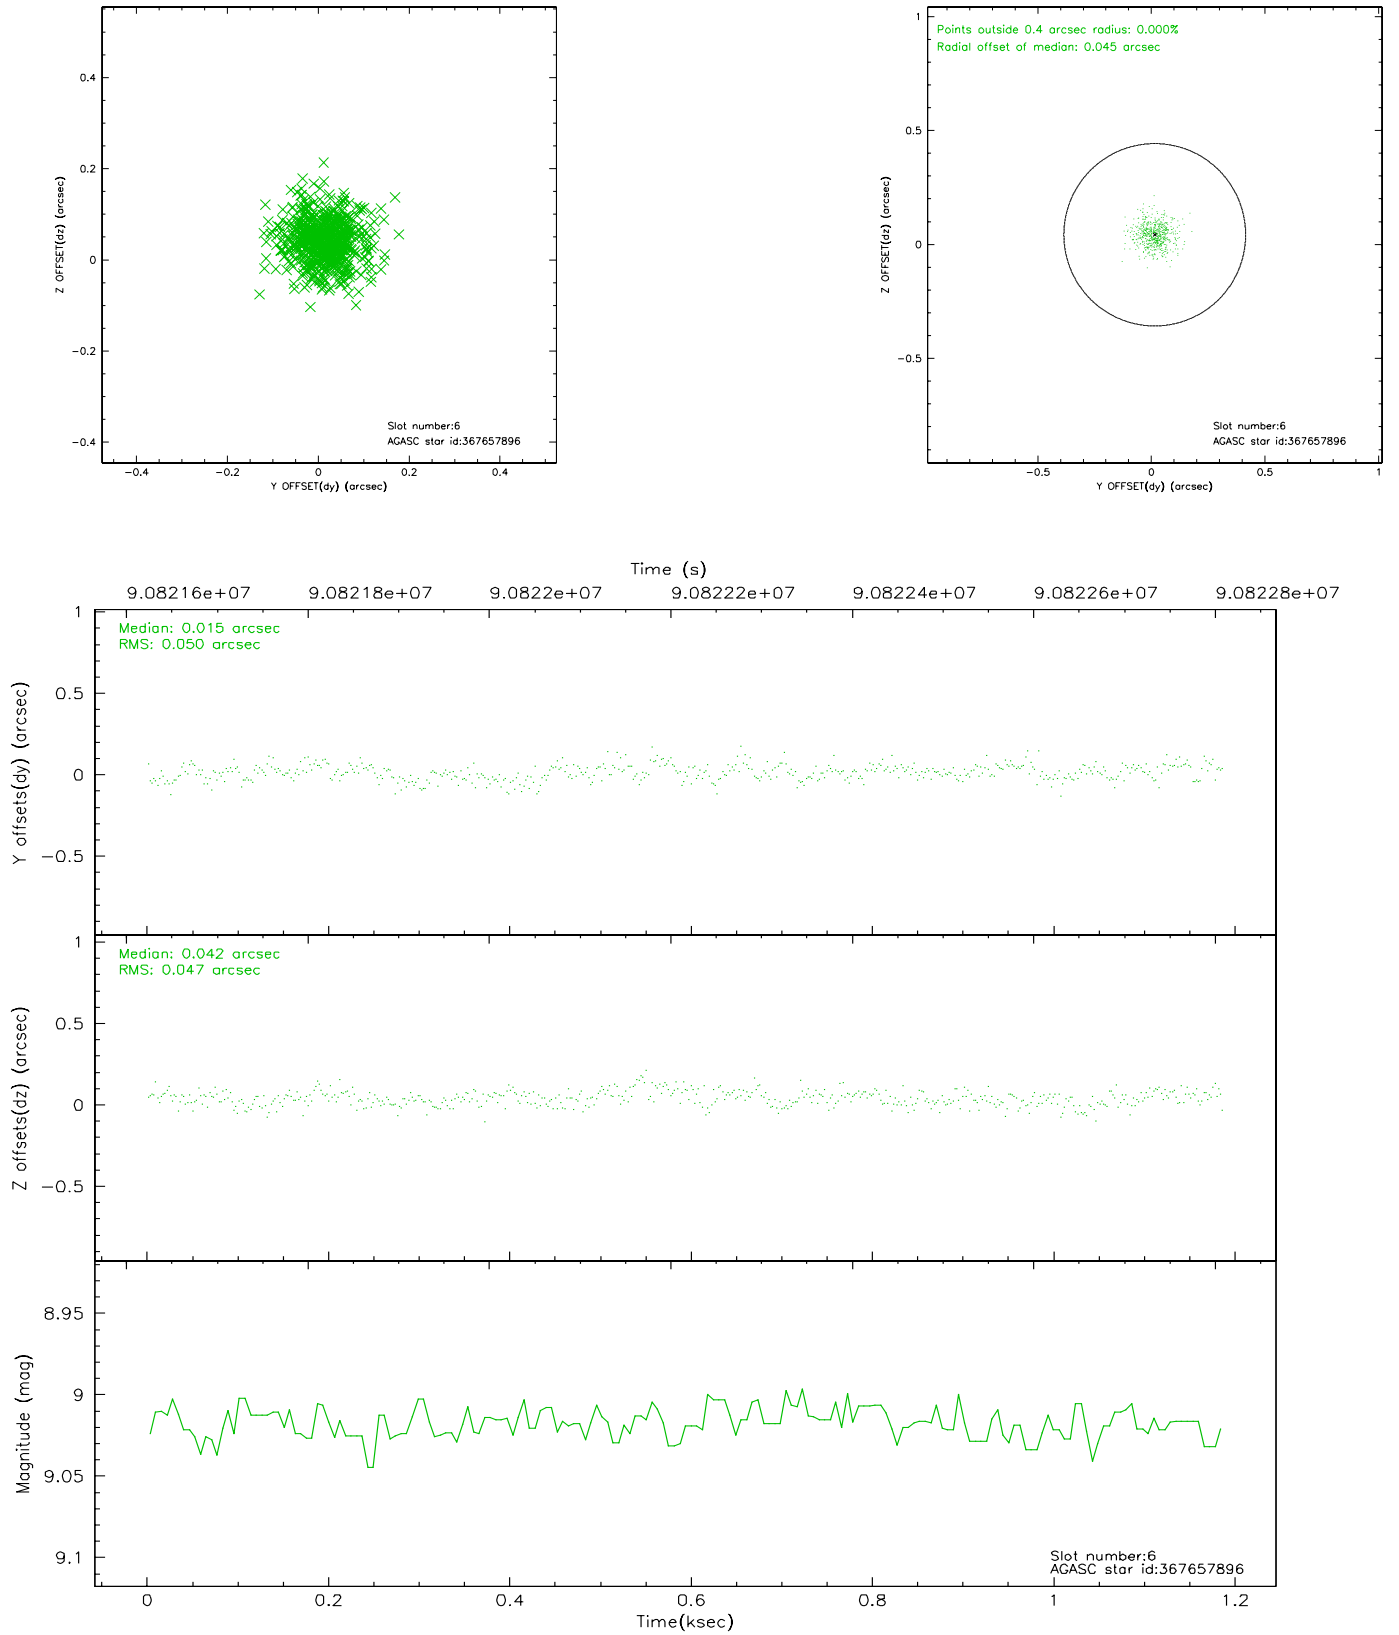 0.4
0.2
0
−0.2
−0.4
Z OFFSET(dz) (arcsec)
Slot number:6
AGASC star id:367657896
−0.4 −0.2 0 0.2 0.4
Y OFFSET(dy) (arcsec)
Points outside 0.4 arcsec radius: 0.000%
Radial offset of median: 0.045 arcsec
1
0.5
0
−0.5
Z OFFSET(dz) (arcsec)
Slot number:6
AGASC star id:367657896
−0.5 0 0.5 1
Y OFFSET(dy) (arcsec)
Time (s)
9.08216e+07 9.08218e+07 9.0822e+07 9.08222e+07 9.08224e+07 9.08226e+07 9.08228e+07
Median: 0.015 arcsec
RMS: 0.050 arcsec
1
0.5
0
−0.5
Y offsets(dy) (arcsec)
Median: 0.042 arcsec
RMS: 0.047 arcsec
1
0.5
0
−0.5
Z offsets(dz) (arcsec)
8.95
9
9.05
9.1
Magnitude (mag)
Slot number:6
AGASC star id:367657896
0 0.2 0.4 0.6 0.8 1 1.2
Time(ksec)